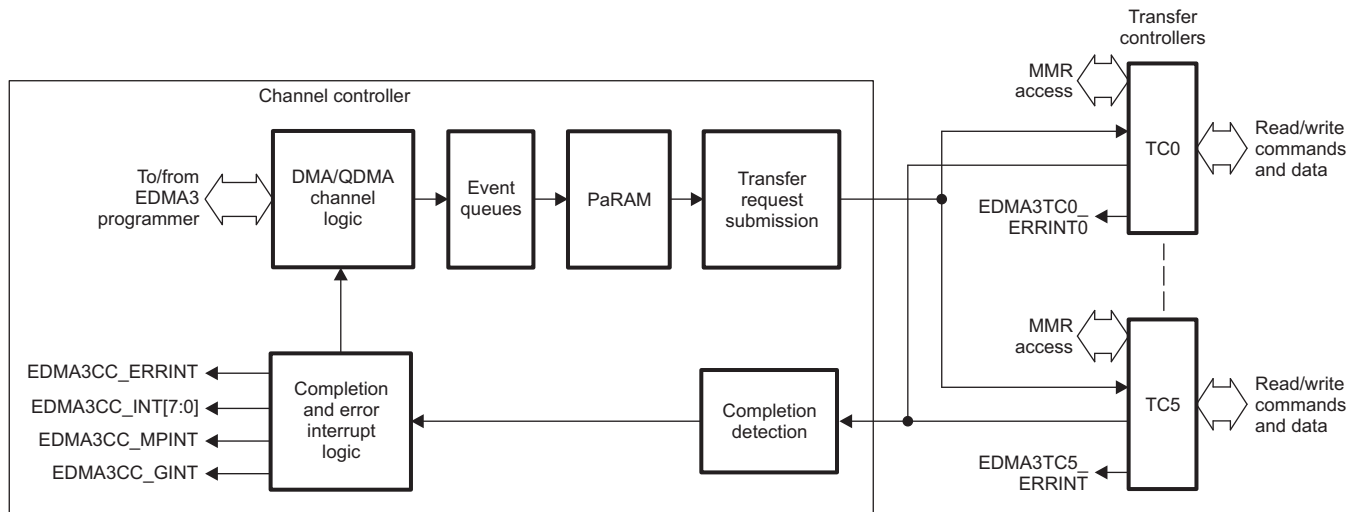 Transfer
controllers
MMR
access
Channel controller
TC0
Read/write
commands
and data
To/from
EDMA3
programmer
DMA/QDMA
channel
logic
Event
queues
PaRAM
Transfer
request
submission
EDMA3TC0_
ERRINT0
MMR
access
EDMA3CC_ERRINT
EDMA3CC_INT[7:0]
EDMA3CC_MPINT
EDMA3CC_GINT
Completion
and error
interrupt
logic
Completion
detection
TC5
Read/write
commands
and data
EDMA3TC5_
ERRINT